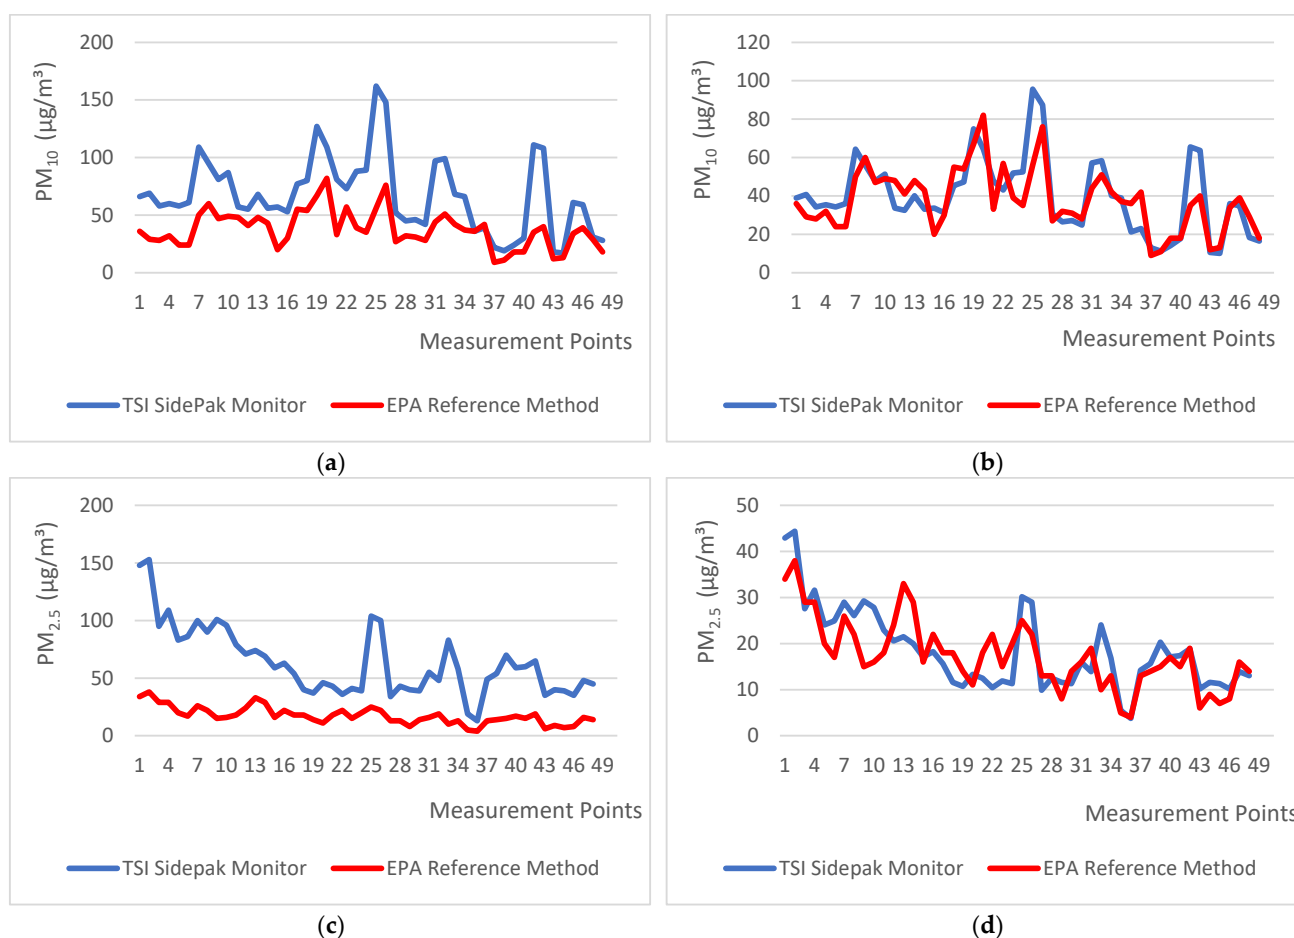 200
150
100
50
0
PM10 (µg/m³)
1 4 7 10 13 16 19 22 25 28 31 34 37 40 43 46 49
Measurement Points
TSI SidePak Monitor EPA Reference Method
(a)
120
100
80
60
40
20
0
PM10 (µg/m³)
1 4 7 10 13 16 19 22 25 28 31 34 37 40 43 46 49
Measurement Points
TSI SidePak Monitor EPA Reference Method
(b)
200
150
100
50
0
PM2.5 (µg/m³)
1 4 7 10 13 16 19 22 25 28 31 34 37 40 43 46 49
Measurement Points
TSI Sidepak Monitor EPA Reference Method
(c)
50
40
30
20
10
0
PM2.5 (µg/m³)
1 4 7 10 13 16 19 22 25 28 31 34 37 40 43 46 49
Measurement Points
TSI Sidepak Monitor EPA Reference Method
(d)